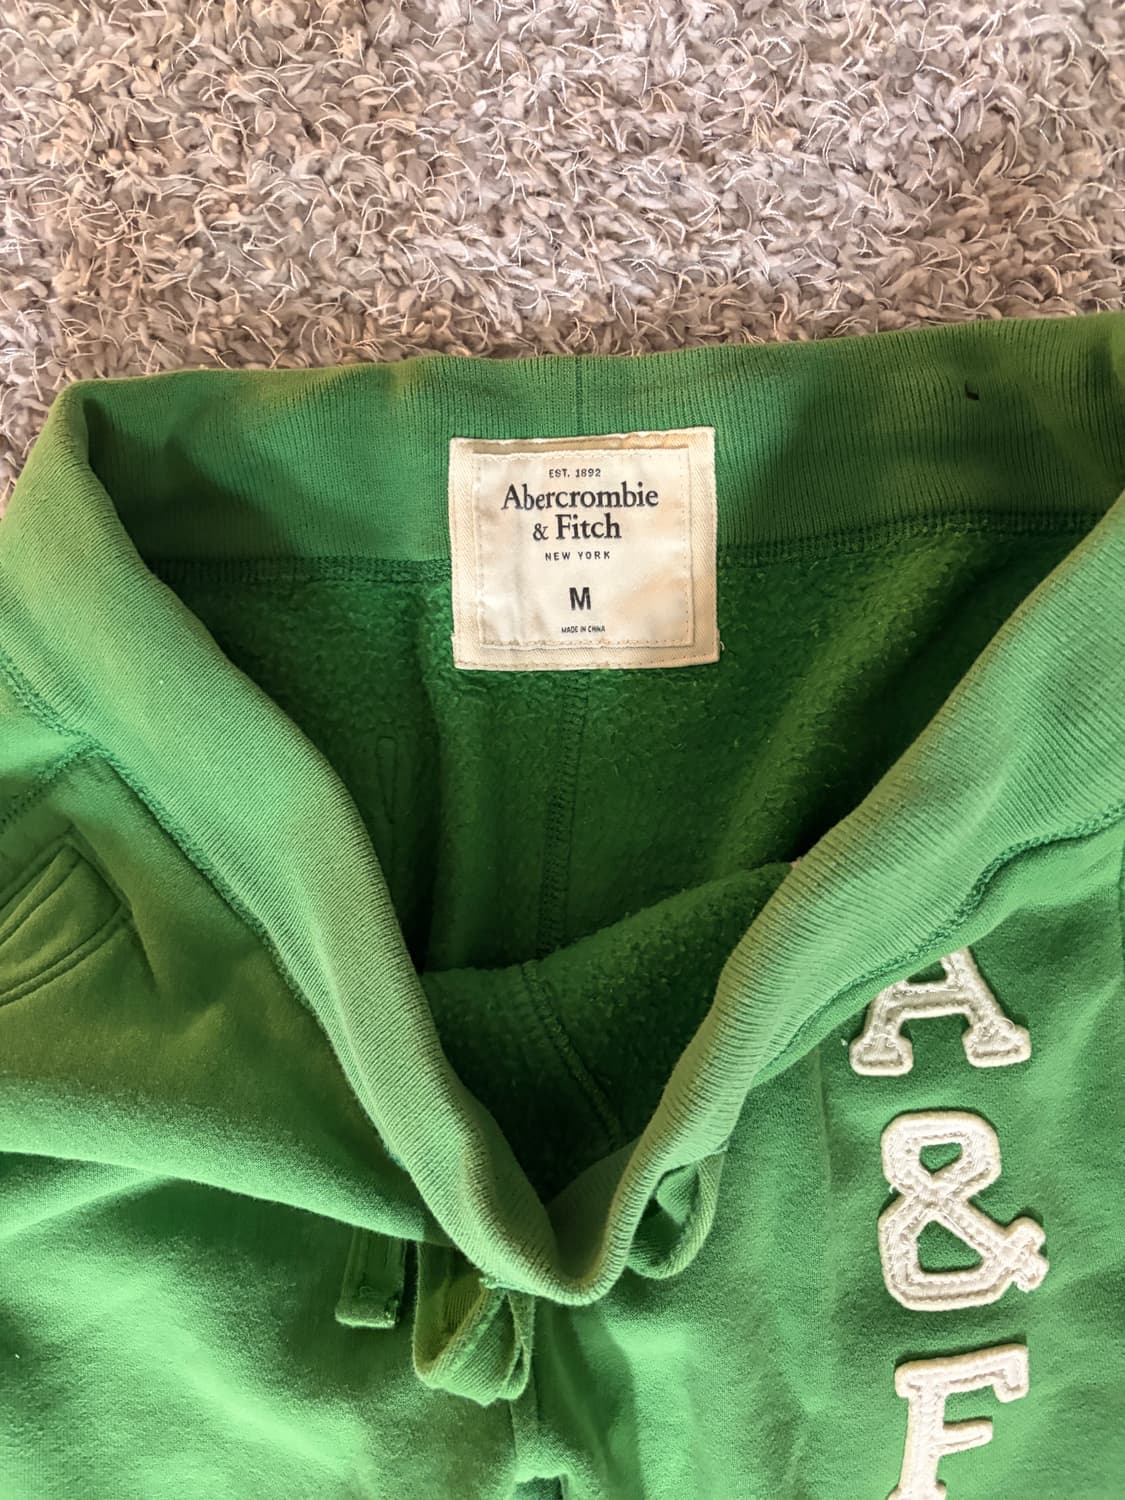 EST. 1892
Abercrombie
& Fitch
NEW YORK
M
MADE IN CHINA
A
&
F